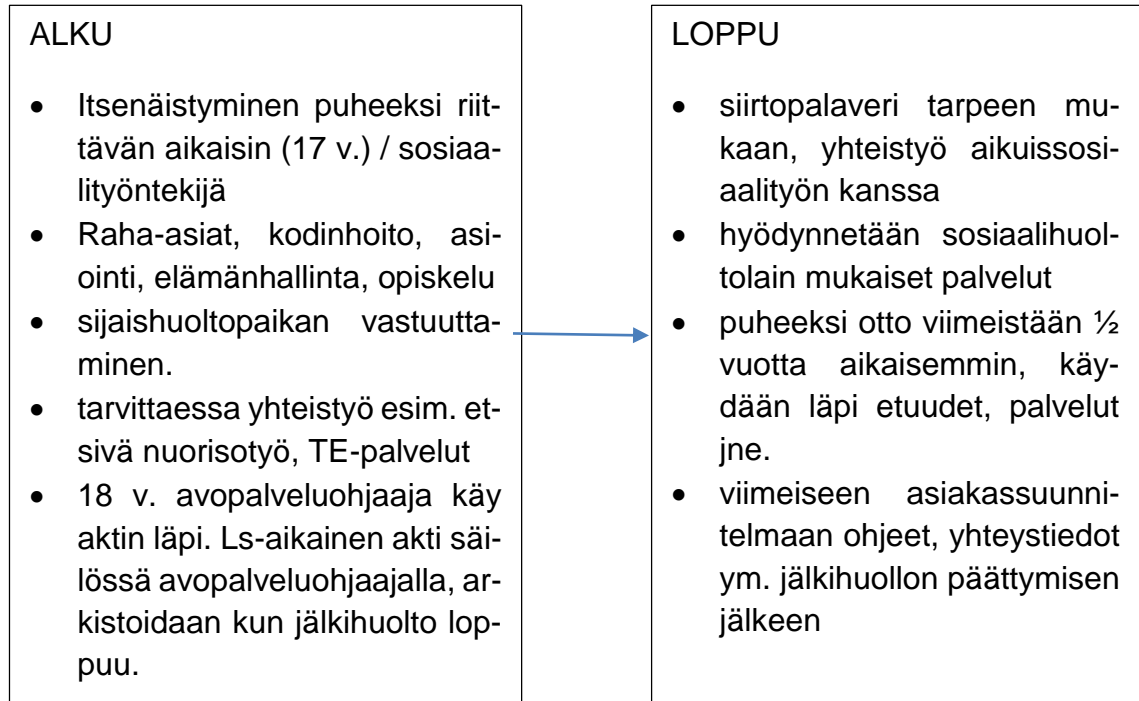 ALKU
• Itsenäistyminen puheeksi riit-
tävän aikaisin (17 v.) / sosiaa-
lityöntekijä
• Raha-asiat, kodinhoito, asi-
ointi, elämänhallinta, opiskelu
• sijaishuoltopaikan vastuutta-
minen.
• tarvittaessa yhteistyö esim. et-
sivä nuorisotyö, TE-palvelut
• 18 v. avopalveluohjaaja käy
aktin läpi. Ls-aikainen akti säi-
lössä avopalveluohjaajalla, ar-
kistoidaan kun jälkihuolto lop-
puu.
LOPPU
• siirtopalaveri tarpeen mu-
kaan, yhteistyö aikuissosi-
aalityön kanssa
• hyödynnetään sosiaalihuol-
tolain mukaiset palvelut
• puheeksi otto viimeistään ½
vuotta aikaisemmin, käy-
dään läpi etuudet, palvelut
jne.
• viimeiseen asiakassuunni-
telmaan ohjeet, yhteystiedot
ym. jälkihuollon päättymisen
jälkeen